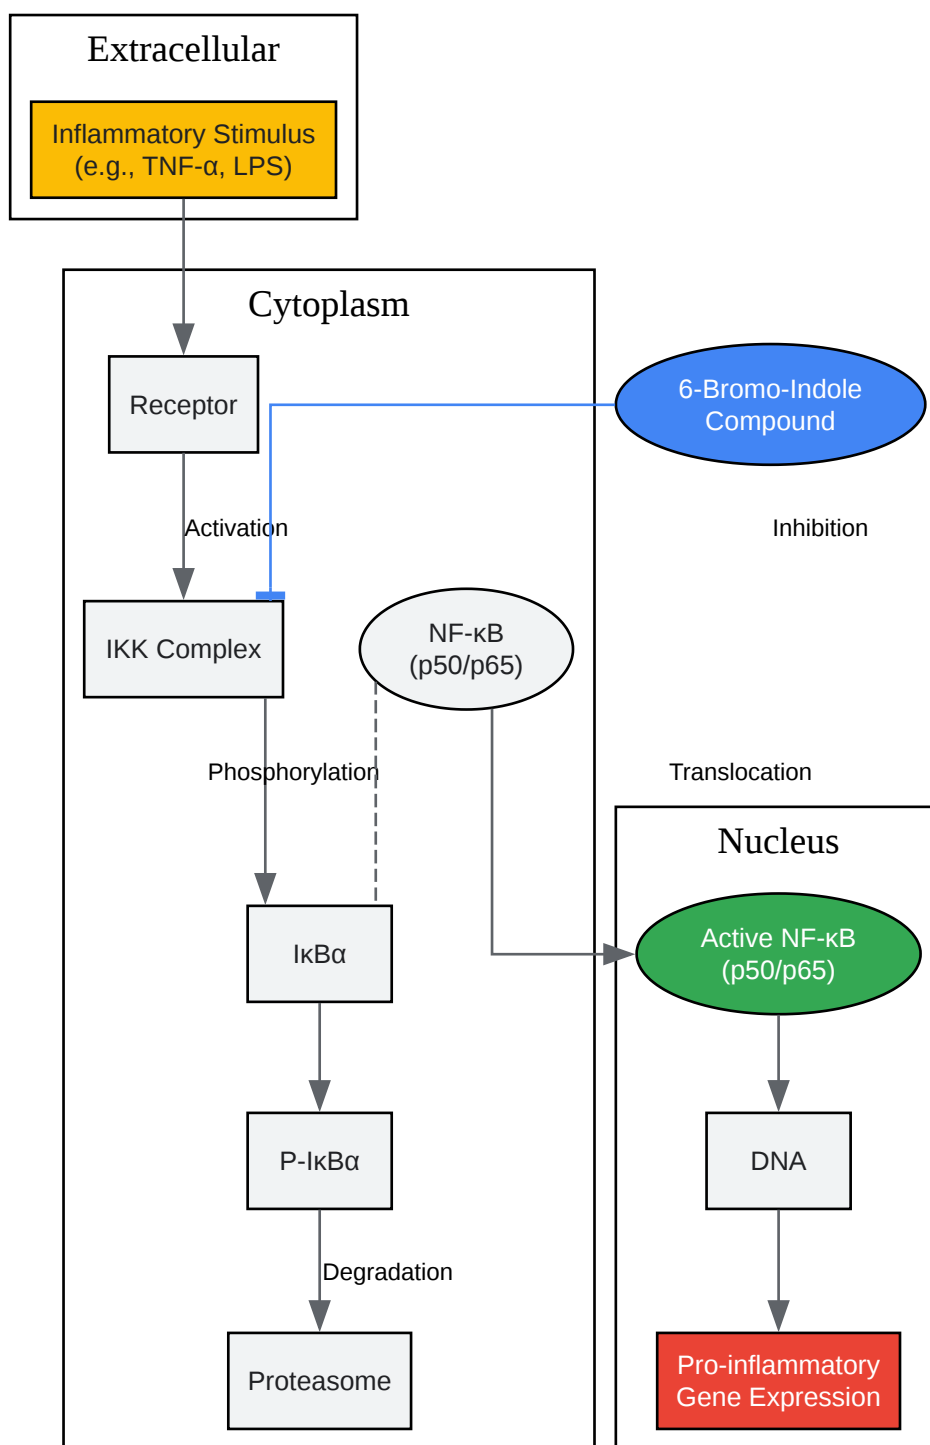 Extracellular
Inflammatory Stimulus
(e.g., TNF-α, LPS)
Cytoplasm
Receptor
6-Bromo-Indole
Compound
Activation
Inhibition
IKK Complex
NF-κB
(p50/p65)
Phosphorylation
Translocation
Nucleus
IκBα
Active NF-κB
(p50/p65)
P-IκBα
DNA
Degradation
Proteasome
Pro-inflammatory
Gene Expression